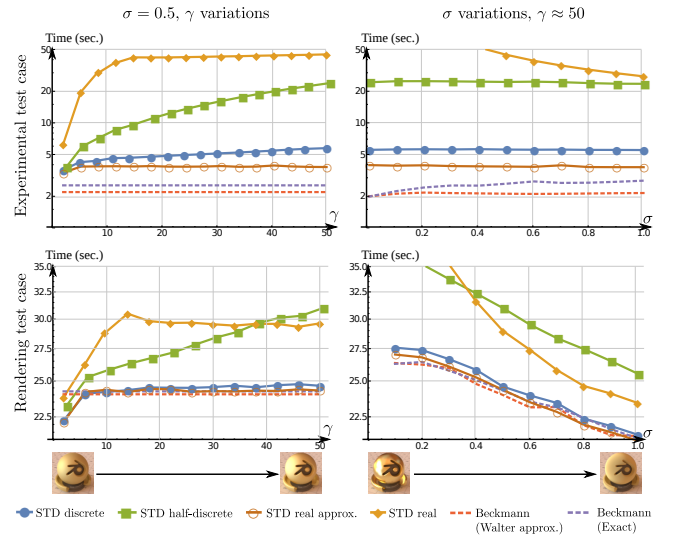 σ = 0.5, γ variations
σ variations, γ ≈ 50
Experimental test case
Time (sec.)
50
20
10
5
2
0
10
20
30
40
50
γ
Time (sec.)
50
20
10
5
2
0.2
0.4
0.6
0.8
1.0
σ
Rendering test case
Time (sec.)
35.0
32.5
30.0
27.5
25.0
22.5
0
10
20
30
40
50
γ
Time (sec.)
35.0
32.5
30.0
27.5
25.0
22.5
0.2
0.4
0.6
0.8
1.0
σ
STD discrete
STD half-discrete
STD real approx.
STD real
Beckmann
(Walter approx.)
Beckmann
(Exact)